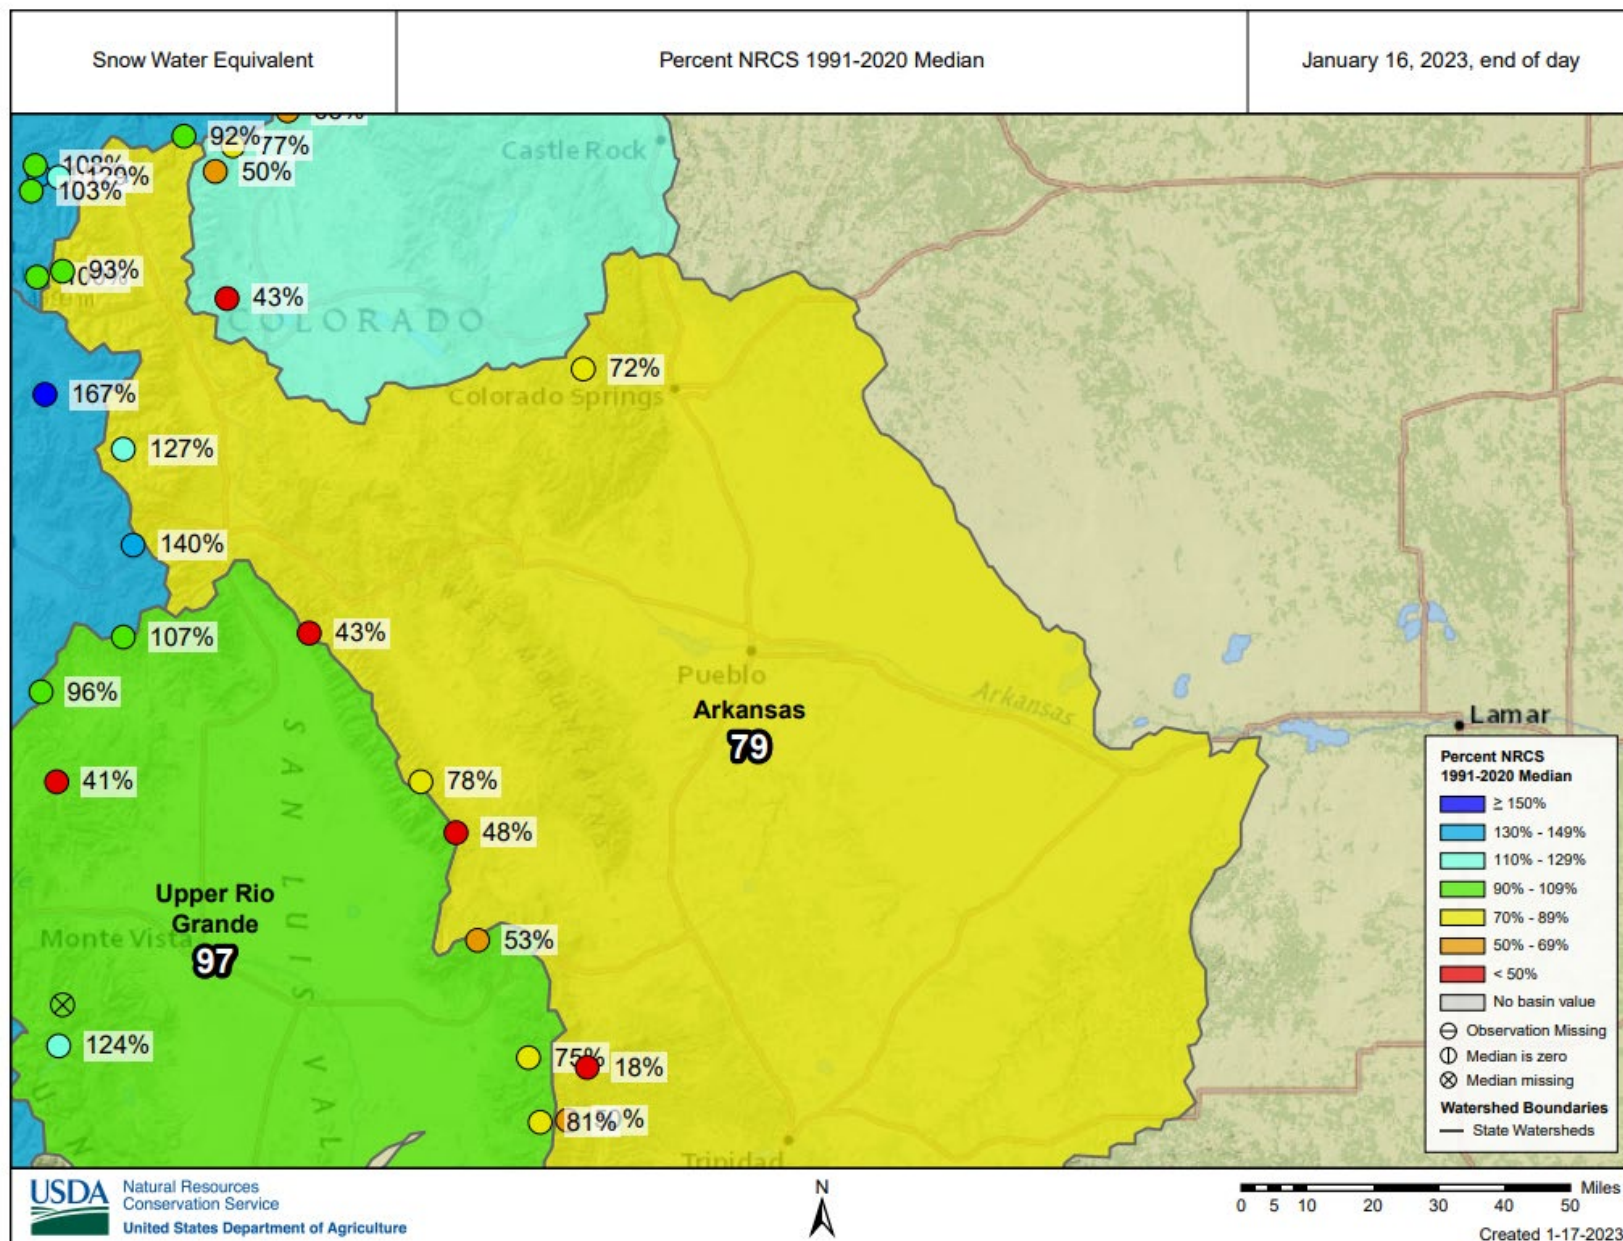 Snow Water Equivalent
Percent NRCS 1991-2020 Median
January 16, 2023, end of day
92%
77%
50%
Castle Rock
108%
103%
93%
43%
COLORADO
72%
Colorado Springs
167%
127%
140%
107%
43%
96%
Pueblo
Arkansas
Arkansas
79
Lamar
41%
78%
48%
Upper Rio
Grande
97
Monte Vista
53%
SAN LUIS VAL
124%
75%
18%
81%
Trinidad
Percent NRCS
1991-2020 Median
≥ 150%
130% - 149%
110% - 129%
90% - 109%
70% - 89%
50% - 69%
< 50%
No basin value
Observation Missing
Median is zero
Median missing
Watershed Boundaries
State Watersheds
USDA
Natural Resources
Conservation Service
United States Department of Agriculture
N
Miles
0 5 10 20 30 40 50
Created 1-17-2023